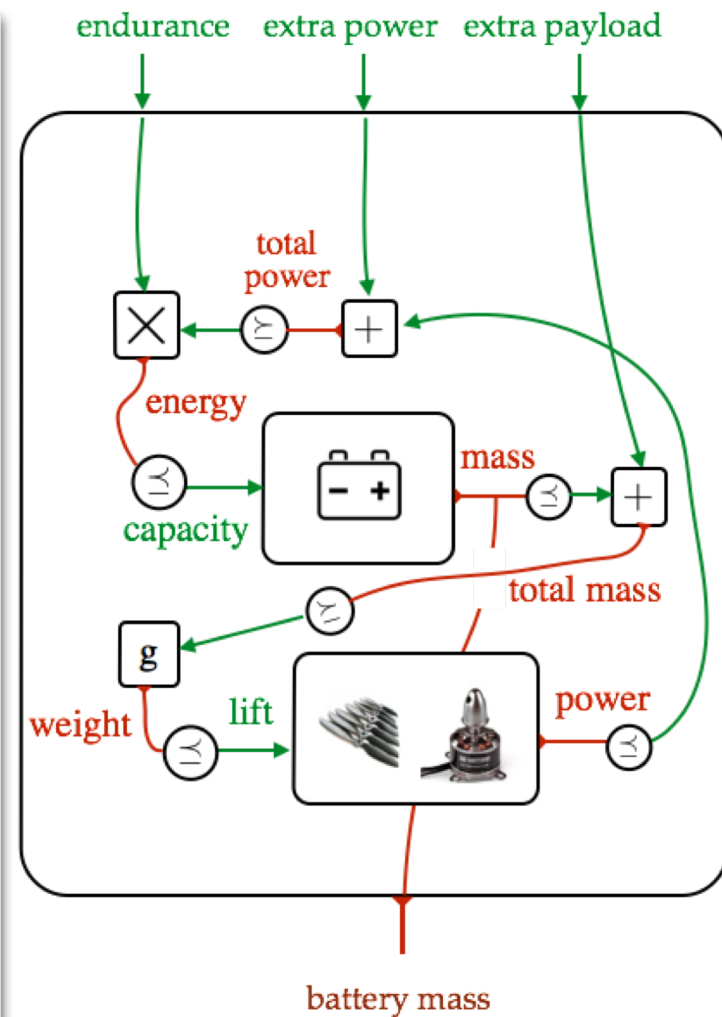 endurance extra power extra payload
total
power
×
≼
+
energy
mass
≼
≼
+
capacity
total mass
≼
g
weight
lift
power
≼
≼
battery mass